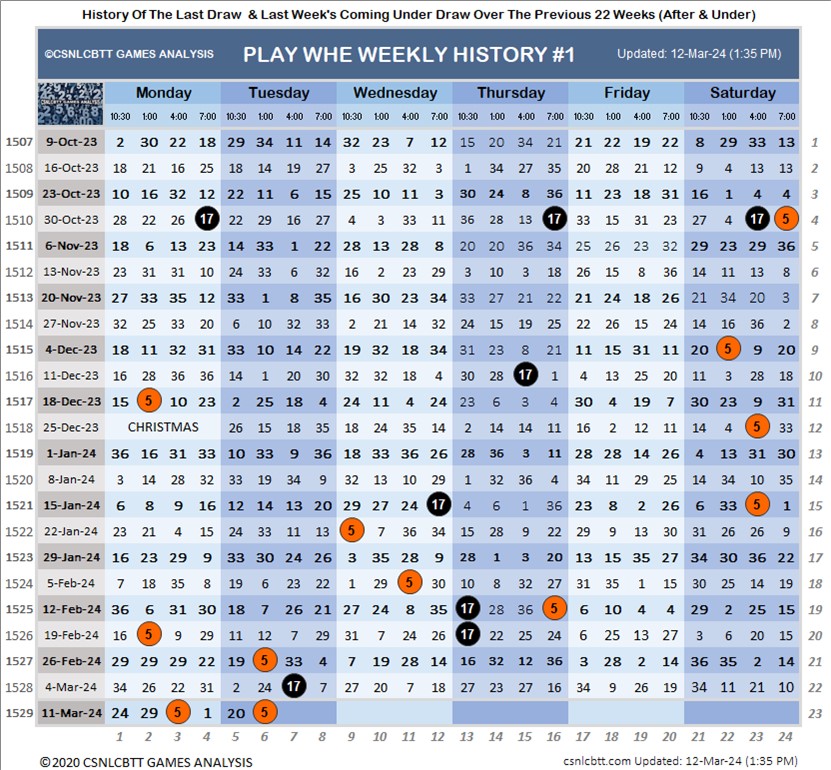 History Of The Last Draw & Last Week's Coming Under Draw Over The Previous 22 Weeks (After & Under)
©CSNLCBTT GAMES ANALYSIS PLAY WHE WEEKLY HISTORY #1 Updated: 12-Mar-24 (1:35 PM)
CSNLCBTT GAMES ANALYSIS Monday Tuesday Wednesday Thursday Friday Saturday
10:30 1:00 4:00 7:00 10:30 1:00 4:00 7:00 10:30 1:00 4:00 7:00 10:30 1:00 4:00 7:00 10:30 1:00 4:00 7:00 10:30 1:00 4:00 7:00
1507 9-Oct-23 2 30 22 18 29 34 11 14 32 23 7 12 15 20 34 21 21 22 19 22 8 29 33 13 1
1508 16-Oct-23 18 21 16 25 18 14 19 27 3 25 32 3 1 34 27 35 20 28 21 12 9 4 13 13 2
1509 23-Oct-23 10 16 32 12 22 11 6 15 25 10 11 3 30 24 8 36 11 23 18 31 16 1 4 4 3
1510 30-Oct-23 28 22 26 17 22 29 16 27 4 3 33 11 36 28 13 17 33 15 31 23 27 4 17 5 4
1511 6-Nov-23 18 6 13 23 14 33 1 22 28 13 28 8 20 20 36 34 25 26 23 32 29 23 29 36 5
1512 13-Nov-23 23 31 31 10 24 33 6 32 16 2 23 29 3 10 3 18 26 15 8 36 14 11 13 8 6
1513 20-Nov-23 27 33 35 12 33 1 8 35 16 30 23 34 33 27 21 22 21 24 18 26 21 34 20 3 7
1514 27-Nov-23 32 25 33 20 6 10 32 33 2 21 14 32 24 15 19 25 22 26 15 24 14 16 36 2 8
1515 4-Dec-23 18 11 32 31 33 10 14 22 19 32 18 34 31 23 8 21 11 15 31 11 20 5 9 20 9
1516 11-Dec-23 16 28 36 36 14 1 20 30 32 32 18 4 30 28 17 1 4 13 25 20 11 5 28 18 10
1517 18-Dec-23 15 5 10 23 2 25 18 4 24 11 4 24 23 6 3 4 30 4 19 7 30 23 9 31 11
1518 25-Dec-23 CHRISTMAS 26 15 18 35 18 35 14 34 2 14 14 11 16 2 12 11 14 4 5 33 12
1519 1-Jan-24 36 16 31 33 10 33 9 36 18 33 36 26 28 36 3 11 28 28 14 23 4 13 31 30 13
1520 8-Jan-24 3 14 28 32 33 19 34 9 32 13 10 29 1 32 36 4 34 11 29 25 14 34 10 35 14
1521 15-Jan-24 6 8 9 16 12 14 13 20 29 27 24 17 4 6 1 36 23 8 2 26 6 33 5 1 15
1522 22-Jan-24 23 21 4 15 24 33 11 13 5 7 36 34 15 28 9 22 29 9 13 30 31 26 26 9 16
1523 29-Jan-24 16 23 29 9 33 30 24 26 3 35 28 9 28 1 3 20 13 15 35 27 34 30 36 22 17
1524 5-Feb-24 7 18 35 8 19 6 23 22 1 29 5 30 10 8 32 27 31 35 1 15 30 25 14 19 18
1525 12-Feb-24 36 6 31 30 18 7 26 21 27 24 8 35 17 28 36 5 6 10 4 4 29 2 25 15 19
1526 19-Feb-24 16 5 9 29 11 12 7 29 31 7 24 26 17 22 25 24 6 25 13 27 3 6 20 15 20
1527 26-Feb-24 29 29 29 22 19 5 33 4 7 19 28 14 16 32 12 36 3 28 2 14 36 35 2 14 21
1528 4-Mar-24 34 26 22 31 2 24 17 7 27 20 7 18 27 23 27 16 34 9 26 19 34 11 21 10 22
1529 11-Mar-24 24 29 5 1 20 5 23
1 2 3 4 5 6 7 8 9 10 11 12 13 14 15 16 17 18 19 20 21 22 23 24
©2020 CSNLCBTT GAMES ANALYSIS csnlcbtt.com Updated: 12-Mar-24 (1:35 PM)